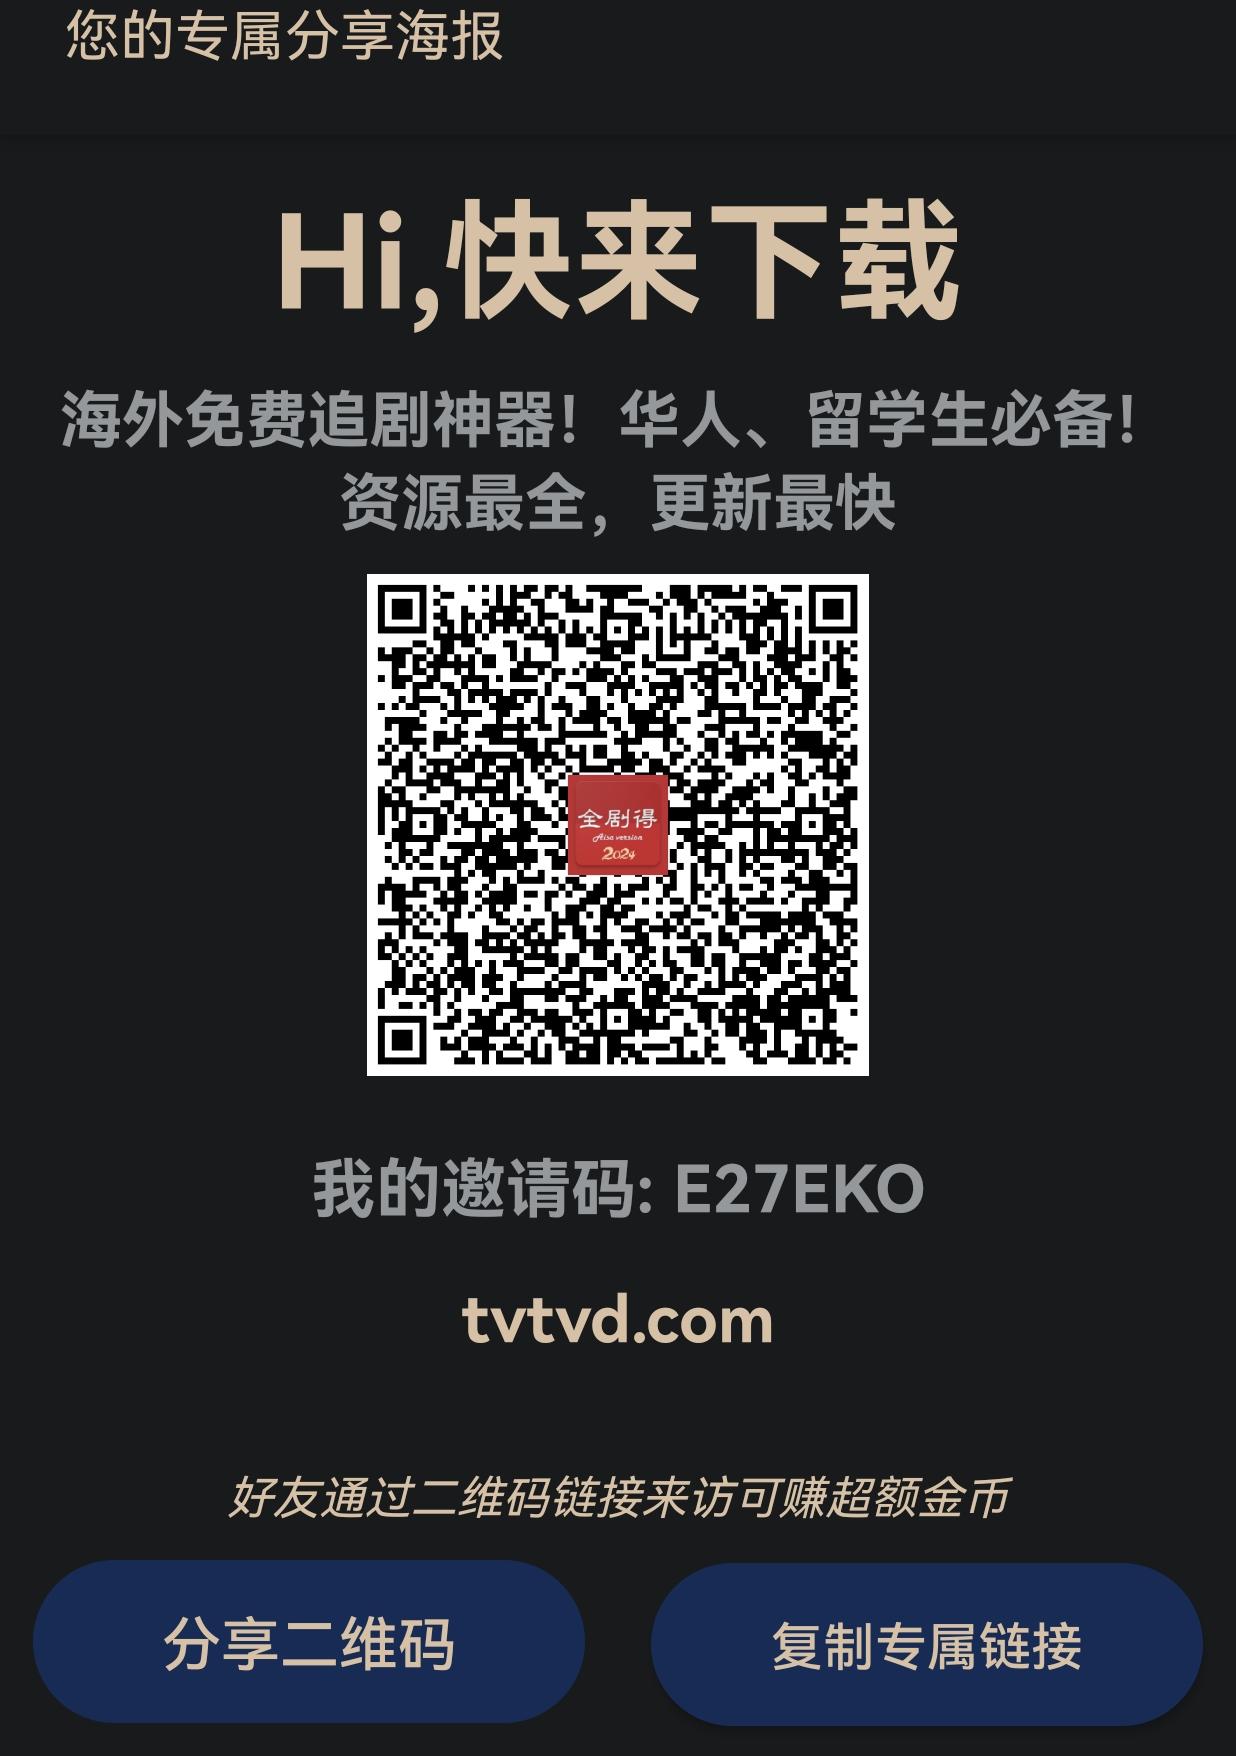 您的专属分享海报
Hi,快来下载
海外免费追剧神器！华人、留学生必备！
资源最全，更新最快
全剧得
Aisa version
2024
我的邀请码: E27EKO
tvtvd.com
好友通过二维码链接来访可赚超额金币
分享二维码
复制专属链接